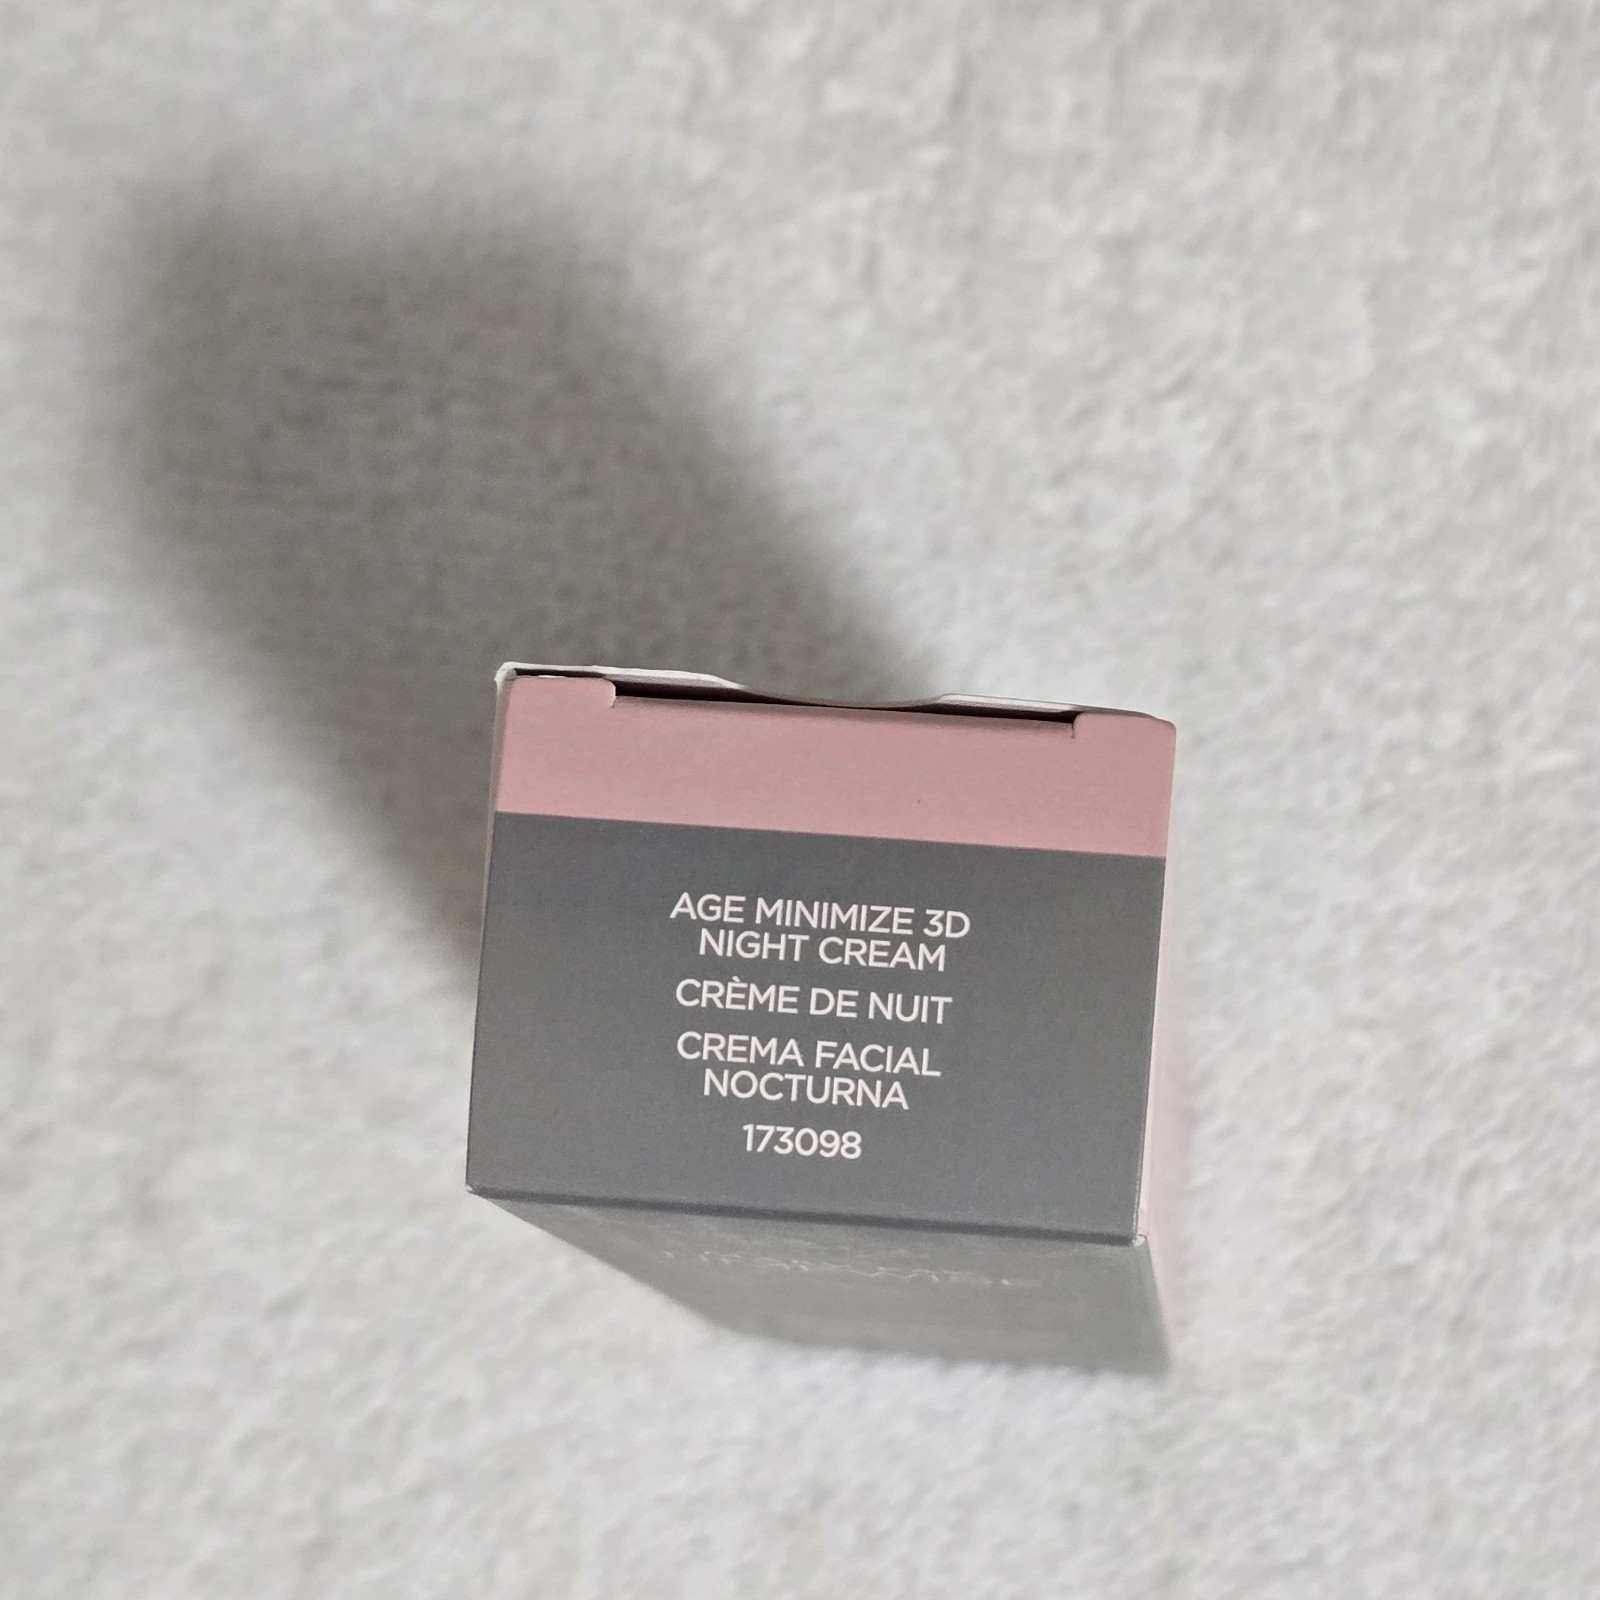 AGE MINIMIZE 3D
NIGHT CREAM
CRÈME DE NUIT
CREMA FACIAL
NOCTURNA
173098